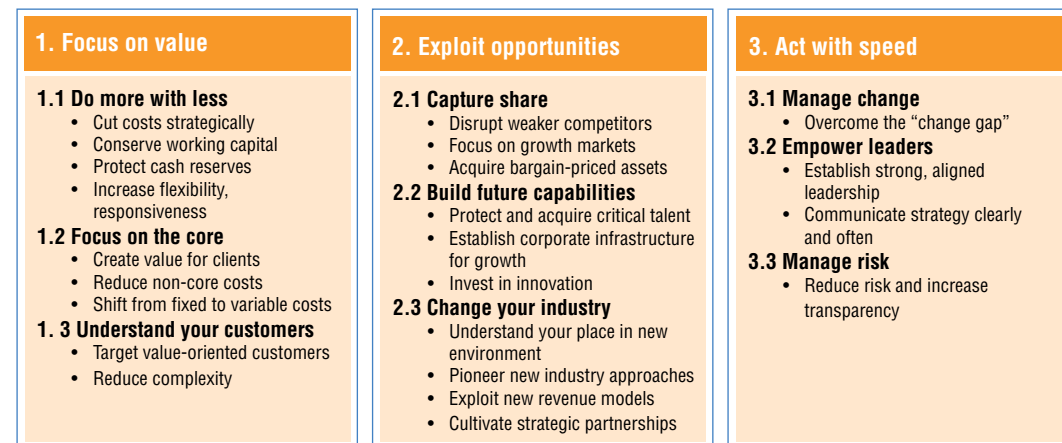 1. Focus on value
1.1 Do more with less
• Cut costs strategically
• Conserve working capital
• Protect cash reserves
• Increase flexibility,
responsiveness
1.2 Focus on the core
• Create value for clients
• Reduce non-core costs
• Shift from fixed to variable costs
1. 3 Understand your customers
• Target value-oriented customers
• Reduce complexity
2. Exploit opportunities
2.1 Capture share
• Disrupt weaker competitors
• Focus on growth markets
• Acquire bargain-priced assets
2.2 Build future capabilities
• Protect and acquire critical talent
• Establish corporate infrastructure
for growth
• Invest in innovation
2.3 Change your industry
• Understand your place in new
environment
• Pioneer new industry approaches
• Exploit new revenue models
• Cultivate strategic partnerships
3. Act with speed
3.1 Manage change
• Overcome the “change gap”
3.2 Empower leaders
• Establish strong, aligned
leadership
• Communicate strategy clearly
and often
3.3 Manage risk
• Reduce risk and increase
transparency